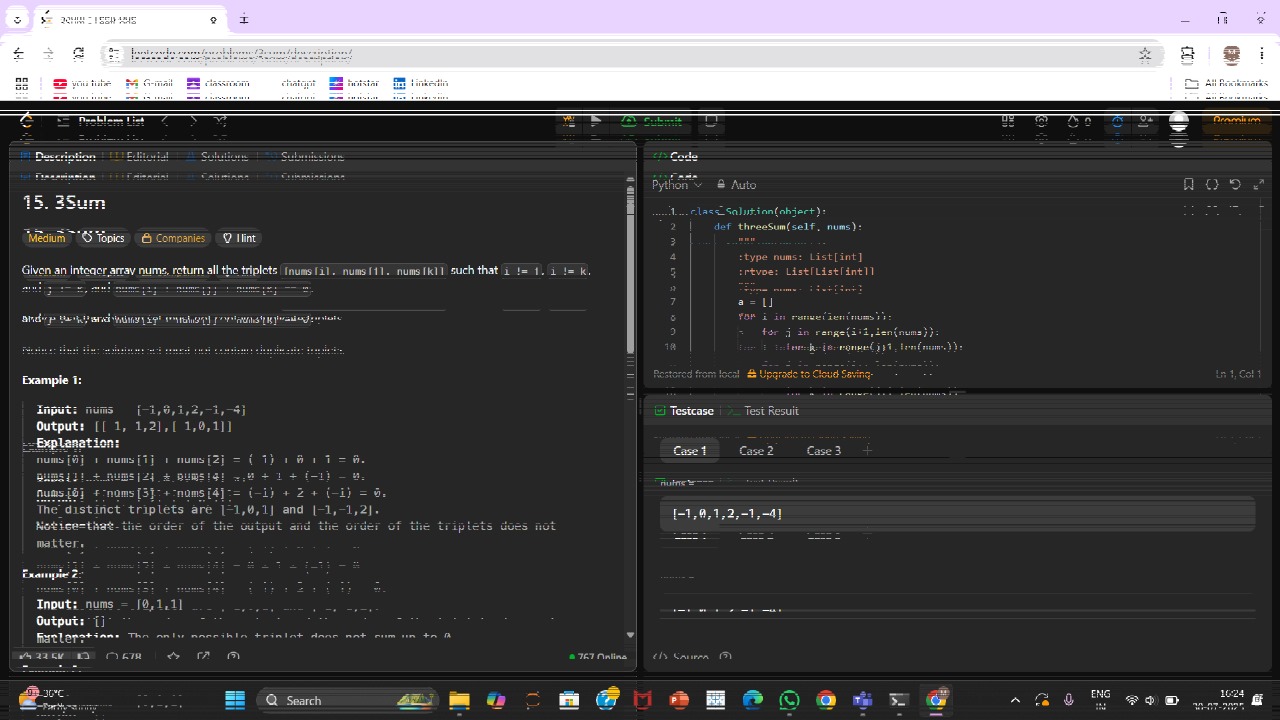 leetcode.com/problems/3sum/description/
you tube Gmail classroom chatgpt hotstar LinkedIn All Bookmarks
Problem List Submit 0 Premium
Description Editorial Solutions Submissions
15. 3Sum
Medium Topics Companies Hint
Given an integer array nums, return all the triplets [nums[i], nums[j], nums[k]] such that i != j, i != k,
and j != k, and nums[i] + nums[j] + nums[k] == 0.
Notice that the solution set must not contain duplicate triplets.
Example 1:
Input: nums [-1,0,1,2,-1,-4]
Output: [[ 1, 1,2],[ 1,0,1]]
Explanation:
nums[0] + nums[1] + nums[2] = ( 1) + 0 + 1 = 0.
nums[1] + nums[2] + nums[4] = 0 + 1 + (-1) = 0.
nums[0] + nums[3] + nums[4] = (-1) + 2 + (-1) = 0.
The distinct triplets are [-1,0,1] and [-1,-1,2].
Notice that the order of the output and the order of the triplets does not
matter.
Example 2:
Input: nums = [0,1,1]
Output: []
Explanation: The only possible triplet does not sum up to 0
33.5K 678 767 Online
Code
Python Auto
1 class Solution(object):
2 def threeSum(self, nums):
3 """
4 :type nums: List[int]
5 :rtype: List[List[int]]
6 """
7 a = []
8 for i in range(len(nums)):
9 for j in range(i+1,len(nums)):
10 for k in range(j+1,len(nums)):
Restored from local Upgrade to Cloud Saving Ln 1, Col 1
Testcase Test Result
Case 1 Case 2 Case 3 +
nums =
[-1,0,1,2,-1,-4]
Source
30°C
Partly sunny
Search
ENG
IN
10:24
30-07-2025